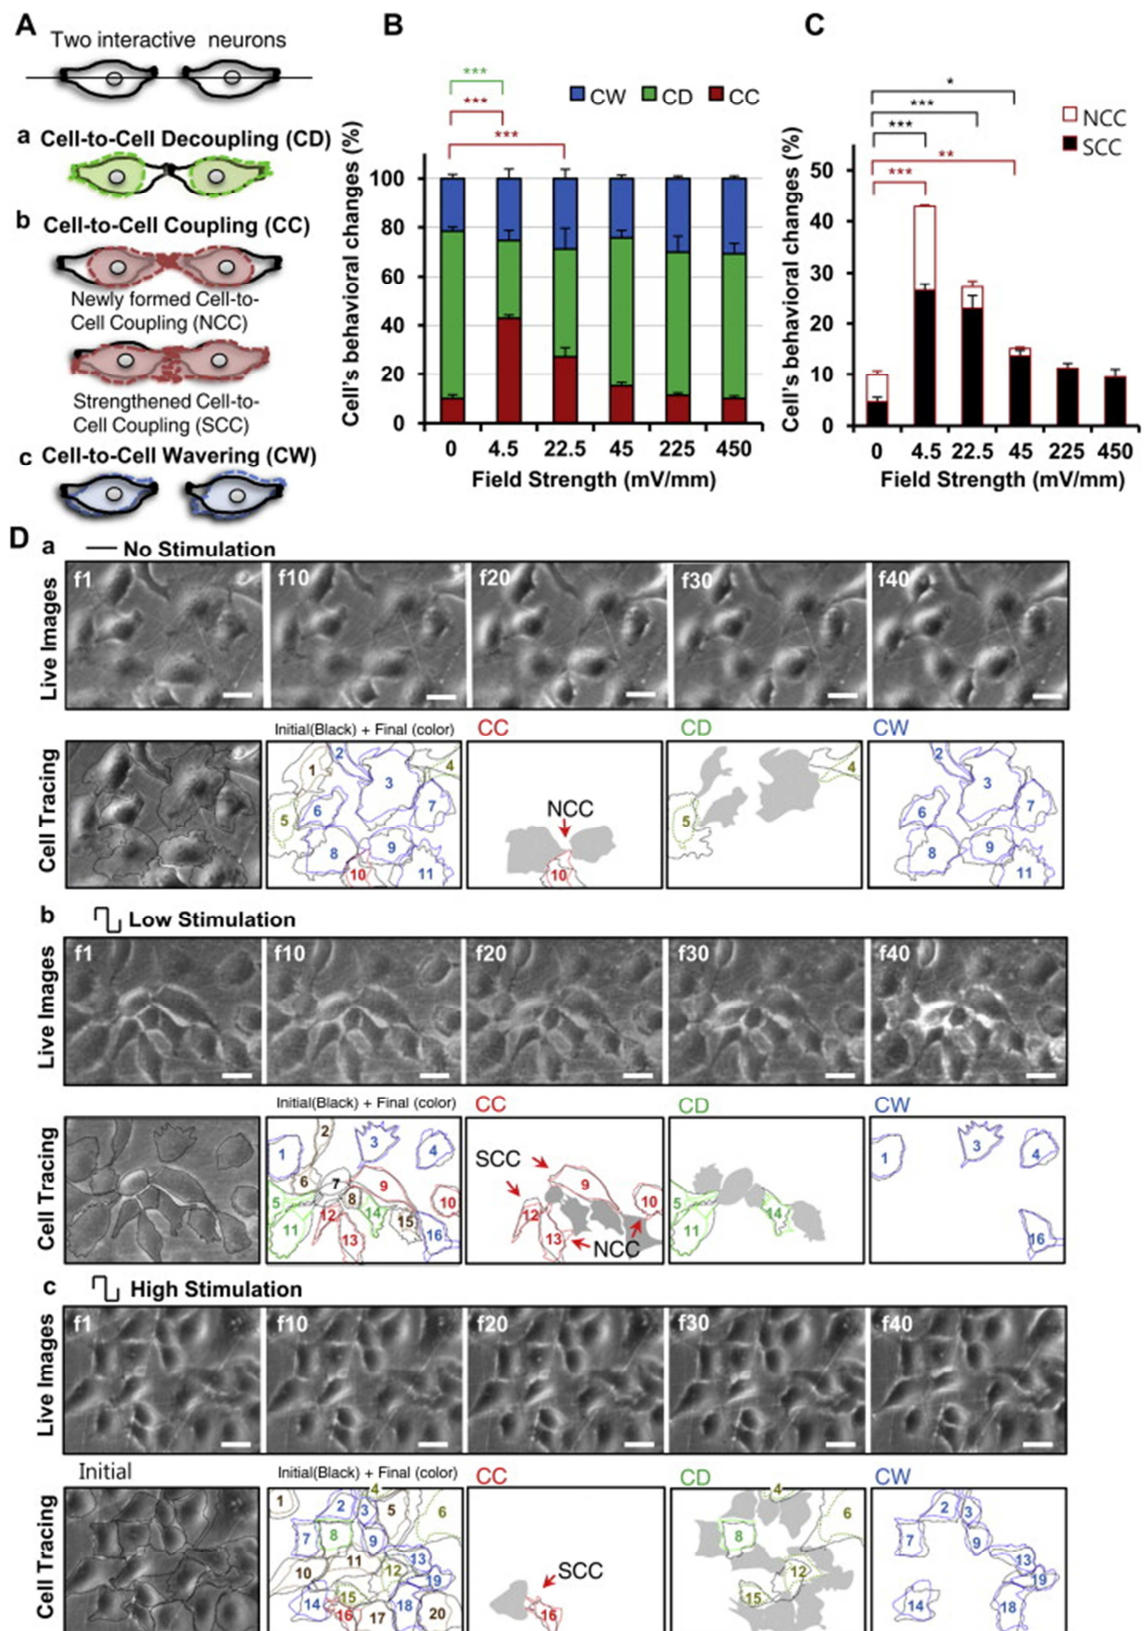 A
Two interactive neurons
a Cell-to-Cell Decoupling (CD)
b Cell-to-Cell Coupling (CC)
Newly formed Cell-to-
Cell Coupling (NCC)
Strengthened Cell-to-
Cell Coupling (SCC)
c Cell-to-Cell Wavering (CW)
B
***
***
***
CW CD CC
Cell's behavioral changes (%)
100
80
60
40
20
0
0 4.5 22.5 45 225 450
Field Strength (mV/mm)
C
*
***
***
**
***
NCC
SCC
Cell's behavioral changes (%)
50
40
30
20
10
0
0 4.5 22.5 45 225 450
Field Strength (mV/mm)
D
a No Stimulation
Live Images
f1 f10 f20 f30 f40
Initial(Black) + Final (color) CC CD CW
Cell Tracing
1 2 3 4 5 6 7 8 9 10 11
NCC
10
4 5
2 3 6 7 8 9 11
b Low Stimulation
Live Images
f1 f10 f20 f30 f40
Initial(Black) + Final (color) CC CD CW
Cell Tracing
1 2 3 4 5 6 7 8 9 10 11 12 13 14 15 16
SCC
9 10 12 13
NCC
5 11 14
1 3 4 16
c High Stimulation
Live Images
f1 f10 f20 f30 f40
Initial Initial(Black) + Final (color) CC CD CW
Cell Tracing
1 2 3 4 5 6 7 8 9 10 11 12 13 14 15 16 17 18 19 20
SCC
16
4 6 8 12 15
2 3 7 9 13 14 18 19